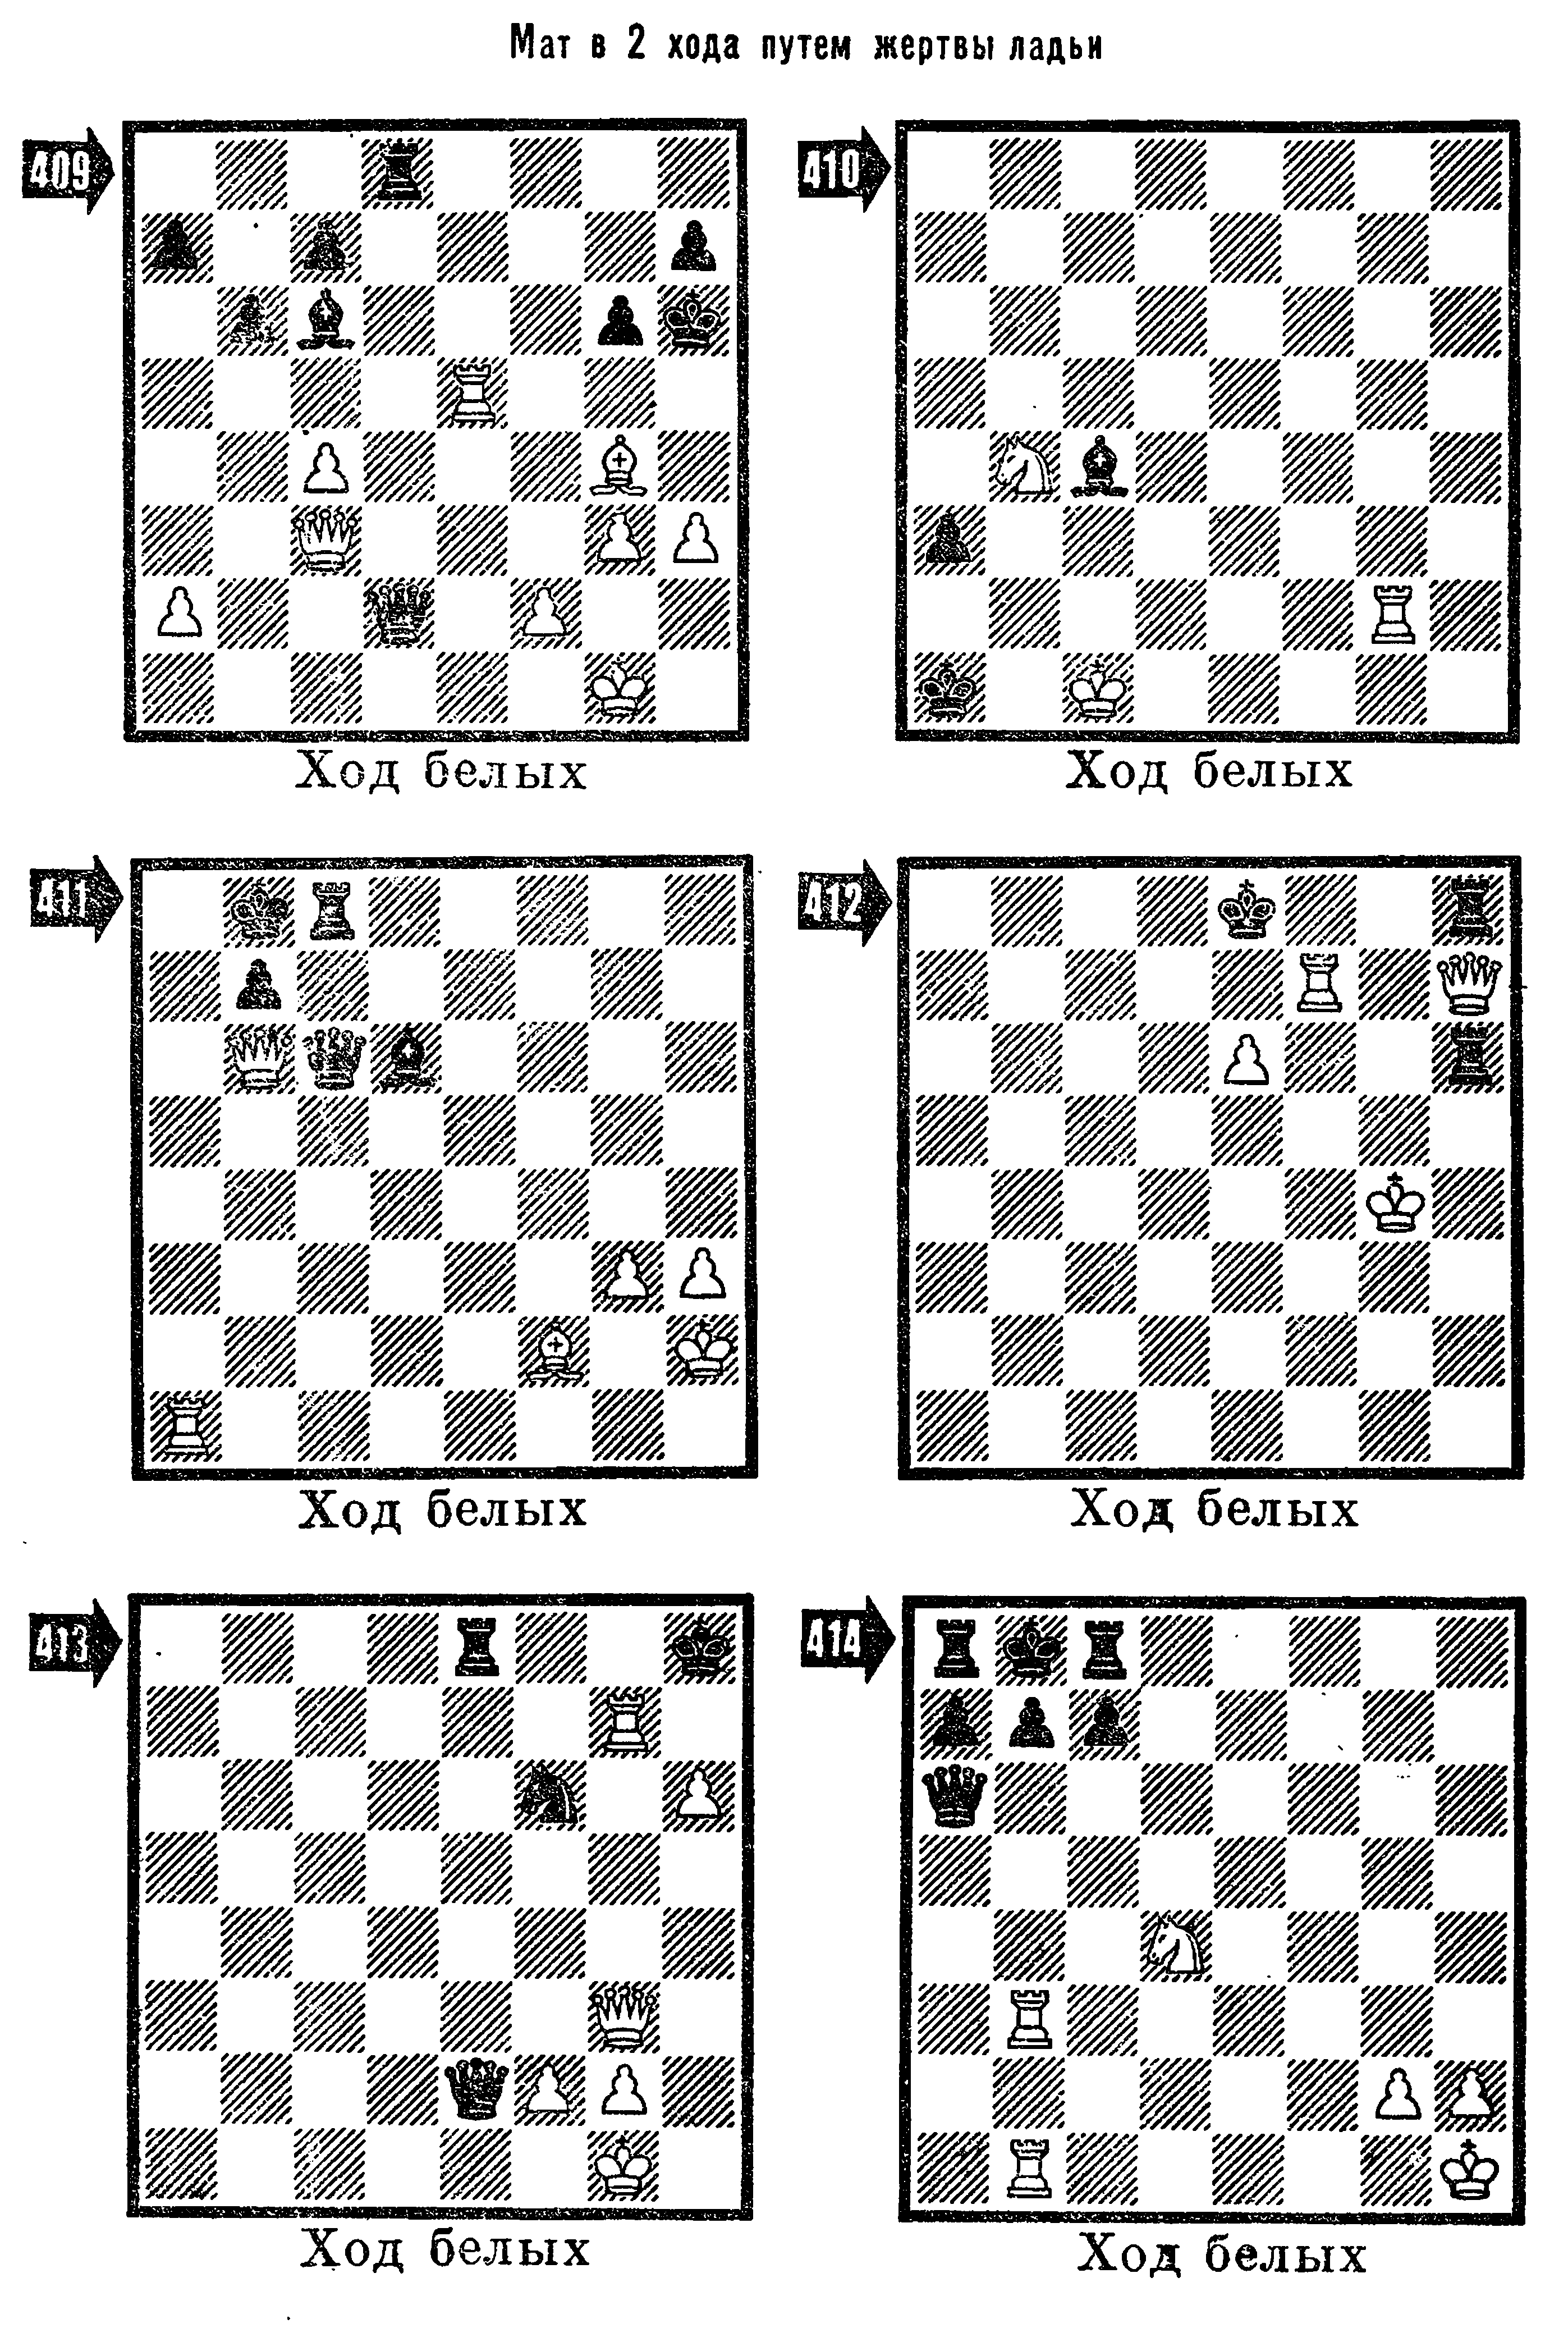 Мат в 2 хода путем жертвы ладьи
409
410
Ход белых
Ход белых
411
412
Ход белых
Ход белых
413
414
Ход белых
Ход белых